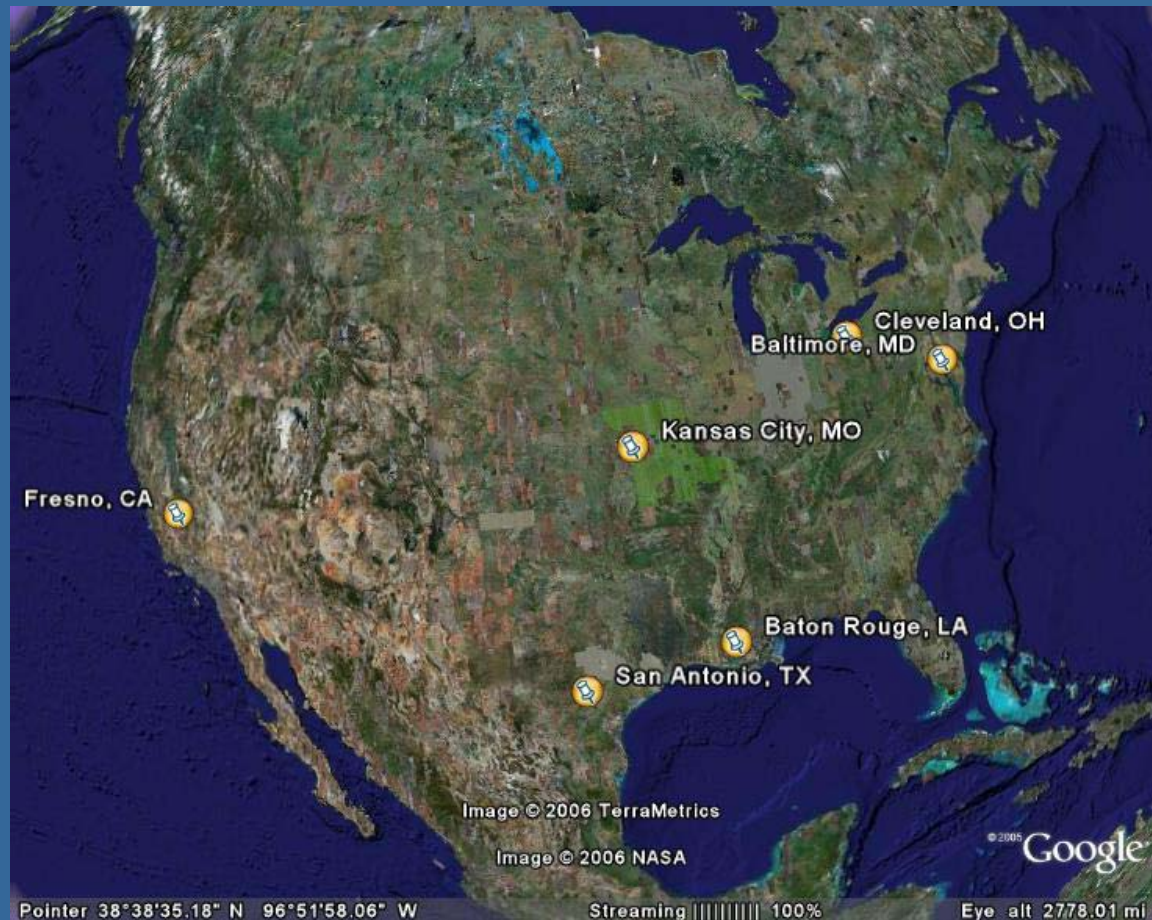 Cleveland, OH
Baltimore, MD
Kansas City, MO
Fresno, CA
Baton Rouge, LA
San Antonio, TX
Image © 2006 TerraMetrics
Image © 2006 NASA
© 2005 Google
Pointer 38°38'35.18" N 96°51'58.06" W Streaming |||||||||| 100% Eye alt 2778.01 mi